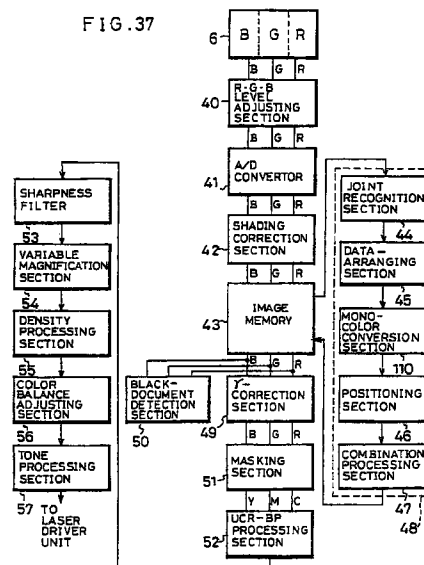 FIG.37
6
B G R
B G R
R-G-B
LEVEL
ADJUSTING
SECTION
40
B G R
A/D
CONVERTOR
41
B G R
SHADING
CORRECTION
SECTION
42
B G R
IMAGE
MEMORY
43
B G R
BLACK-
DOCUMENT
DETECTION
SECTION
50
γ-
CORRECTION
SECTION
49
B G R
MASKING
SECTION
51
Y M C
UCR-BP
PROCESSING
SECTION
52
SHARPNESS
FILTER
53
VARIABLE
MAGNIFICATION
SECTION
54
DENSITY
PROCESSING
SECTION
55
COLOR
BALANCE
ADJUSTING
SECTION
56
TONE
PROCESSING
SECTION
57
TO
LASER
DRIVER
UNIT
JOINT
RECOGNITION
SECTION
44
DATA-
ARRANGING
SECTION
45
MONO-
COLOR
CONVERSION
SECTION
110
POSITIONING
SECTION
46
COMBINATION
PROCESSING
SECTION
47
48